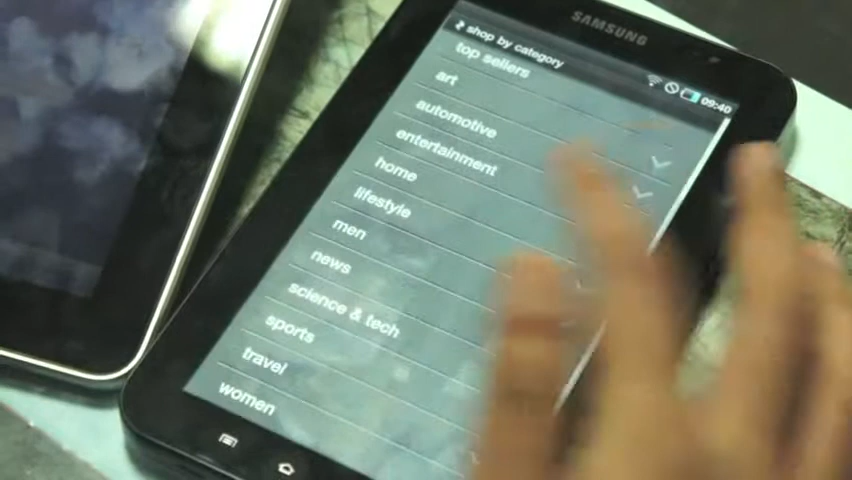 SAMSUNG
shop by category
09:40
top sellers
art
automotive
entertainment
home
lifestyle
men
news
science & tech
sports
travel
women